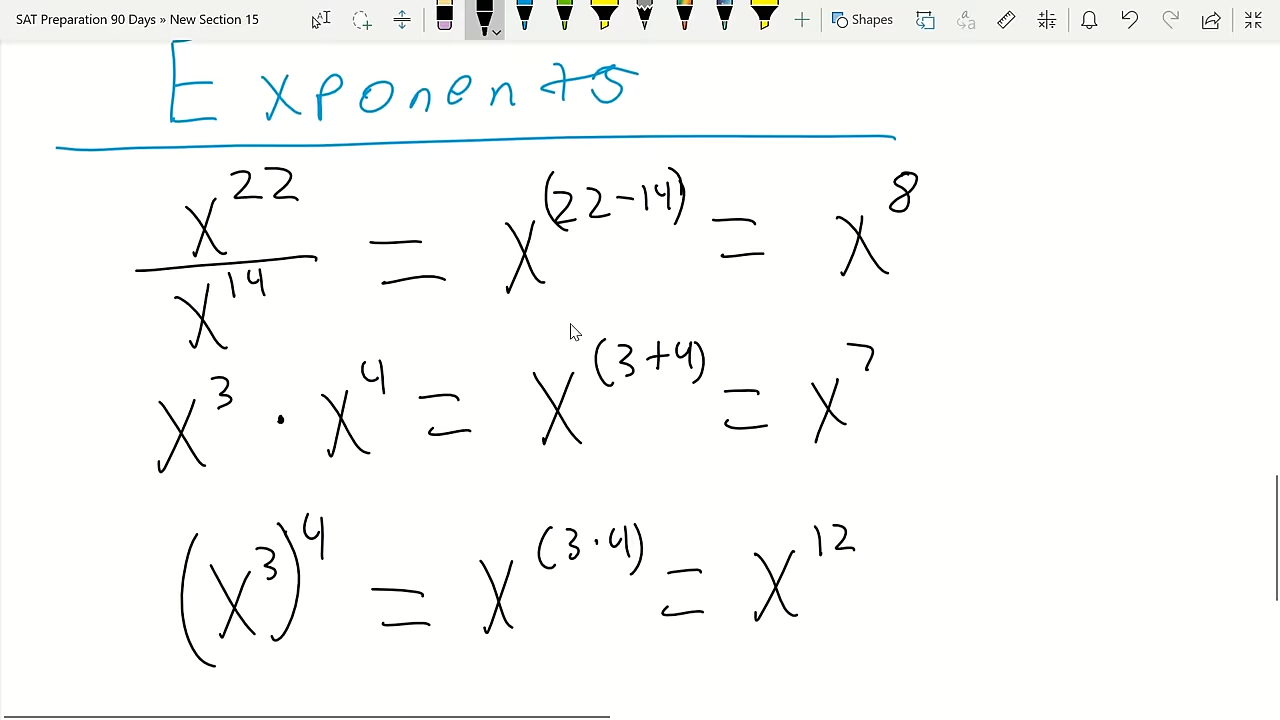 SAT Preparation 90 Days » New Section 15
Shapes
Exponents
x^22 / x^14 = x^(22-14) = x^8
x^3 · x^4 = x^(3+4) = x^7
(x^3)^4 = x^(3·4) = x^12